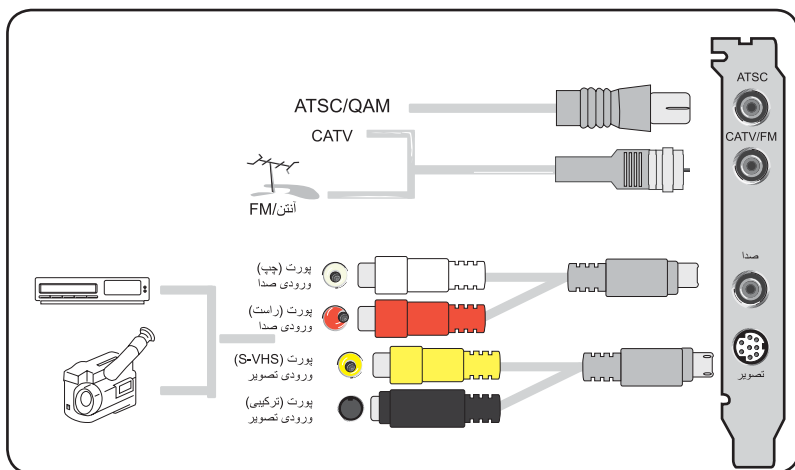 ATSC/QAM
CATV
آنتن/FM
پورت (چپ)
ورودی صدا
پورت (راست)
ورودی صدا
پورت (S-VHS)
ورودی تصویر
پورت (ترکیبی)
ورودی تصویر
ATSC
CATV/FM
صدا
تصویر